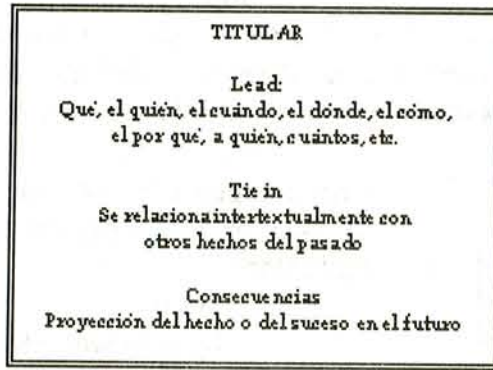 TITULAR
Lead:
Qué, el quién, el cuándo, el dónde, el cómo,
el por qué, a quién, cuántos, etc.
Tie in
Se relaciona intertextualmente con
otros hechos del pasado
Consecuencias
Proyección del hecho o del suceso en el futuro